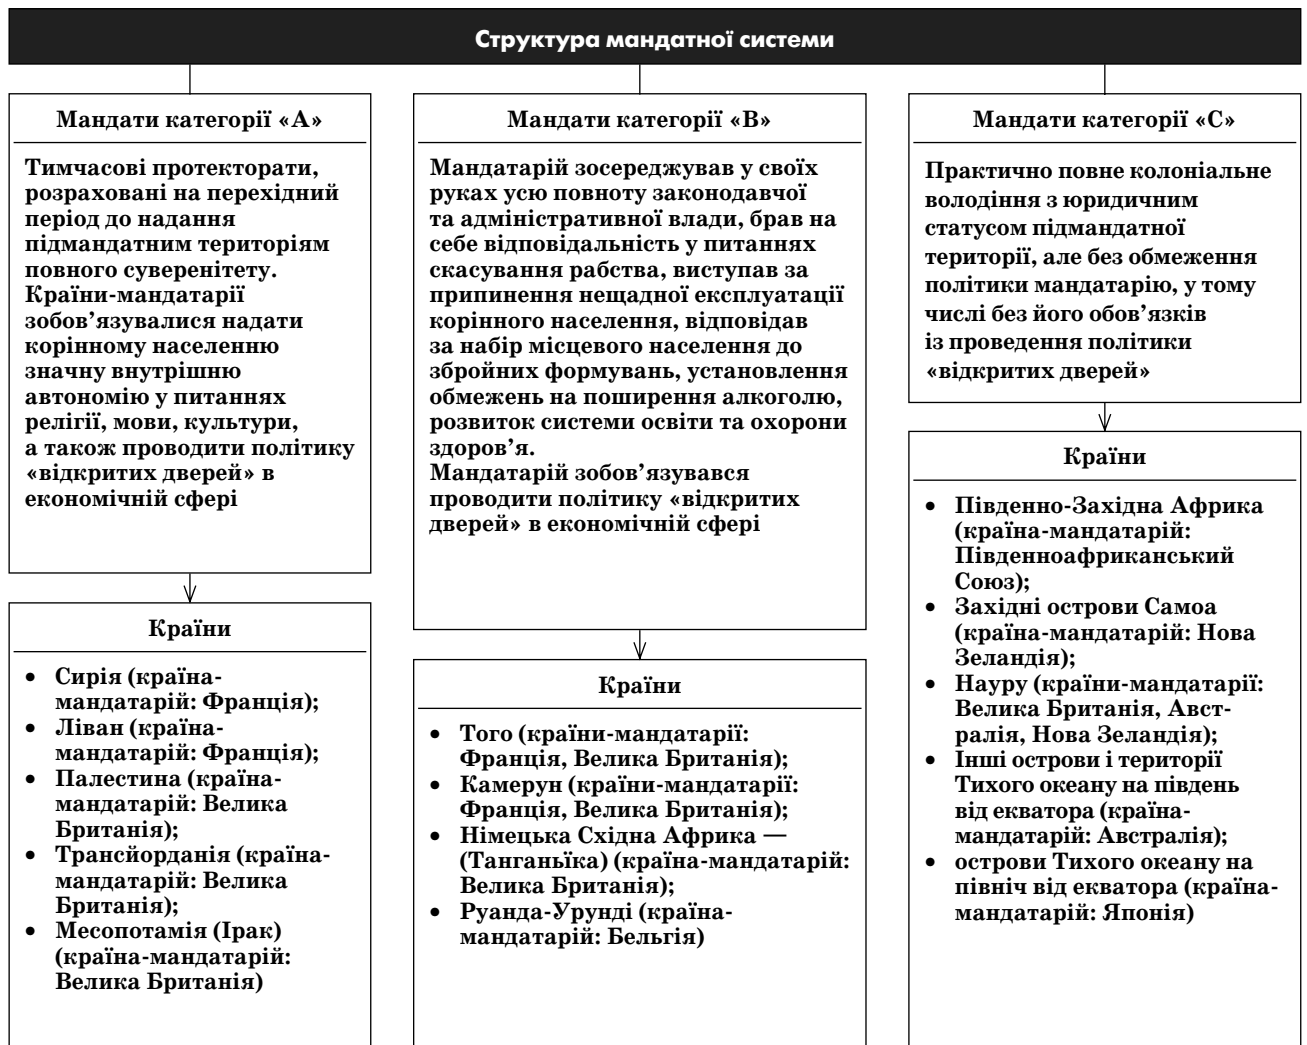 Структура мандатної системи
Мандати категорії «А»
Тимчасові протекторати,
розраховані на перехідний
період до надання
підмандатним територіям
повного суверенітету.
Країни-мандатарії
зобов’язувалися надати
корінному населенню
значну внутрішню
автономію у питаннях
релігії, мови, культури,
а також проводити політику
«відкритих дверей» в
економічній сфері
Країни
• Сирія (країна-
мандатарій: Франція);
• Ліван (країна-
мандатарій: Франція);
• Палестина (країна-
мандатарій: Велика
Британія);
• Трансйорданія (країна-
мандатарій: Велика
Британія);
• Месопотамія (Ірак)
(країна-мандатарій:
Велика Британія)
Мандати категорії «В»
Мандатарій зосереджував у своїх
руках усю повноту законодавчої
та адміністративної влади, брав на
себе відповідальність у питаннях
скасування рабства, виступав за
припинення нещадної експлуатації
корінного населення, відповідав
за набір місцевого населення до
збройних формувань, установлення
обмежень на поширення алкоголю,
розвиток системи освіти та охорони
здоров’я.
Мандатарій зобов’язувався
проводити політику «відкритих
дверей» в економічній сфері
Країни
• Того (країни-мандатарії:
Франція, Велика Британія);
• Камерун (країни-мандатарії:
Франція, Велика Британія);
• Німецька Східна Африка —
(Танганьїка) (країна-мандатарій:
Велика Британія);
• Руанда-Урунді (країна-
мандатарій: Бельгія)
Мандати категорії «С»
Практично повне колоніальне
володіння з юридичним
статусом підмандатної
території, але без обмеження
політики мандатарію, у тому
числі без його обов’язків
із проведення політики
«відкритих дверей»
Країни
• Південно-Західна Африка
(країна-мандатарій:
Південноафриканський
Союз);
• Західні острови Самоа
(країна-мандатарій: Нова
Зеландія);
• Науру (країни-мандатарії:
Велика Британія, Авст-
ралія, Нова Зеландія);
• Інші острови і території
Тихого океану на південь
від екватора (країна-
мандатарій: Австралія);
• острови Тихого океану на
північ від екватора (країна-
мандатарій: Японія)